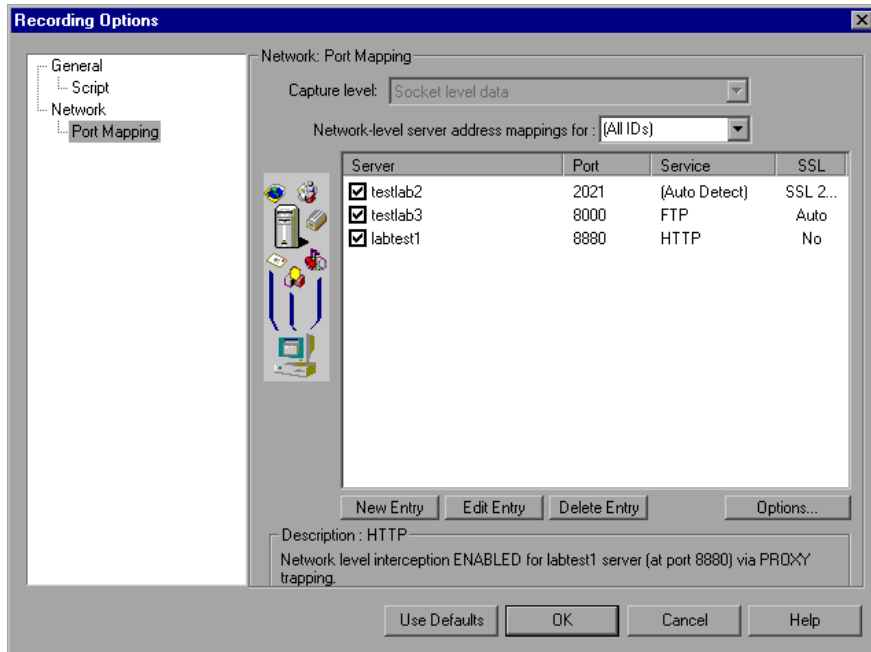 Recording Options
General
Script
Network
Port Mapping
Network: Port Mapping
Capture level: Socket level data
Network-level server address mappings for : (All IDs)
Server Port Service SSL
testlab2 2021 (Auto Detect) SSL 2...
testlab3 8000 FTP Auto
labtest1 8880 HTTP No
New Entry Edit Entry Delete Entry Options...
Description : HTTP
Network level interception ENABLED for labtest1 server (at port 8880) via PROXY
trapping.
Use Defaults OK Cancel Help